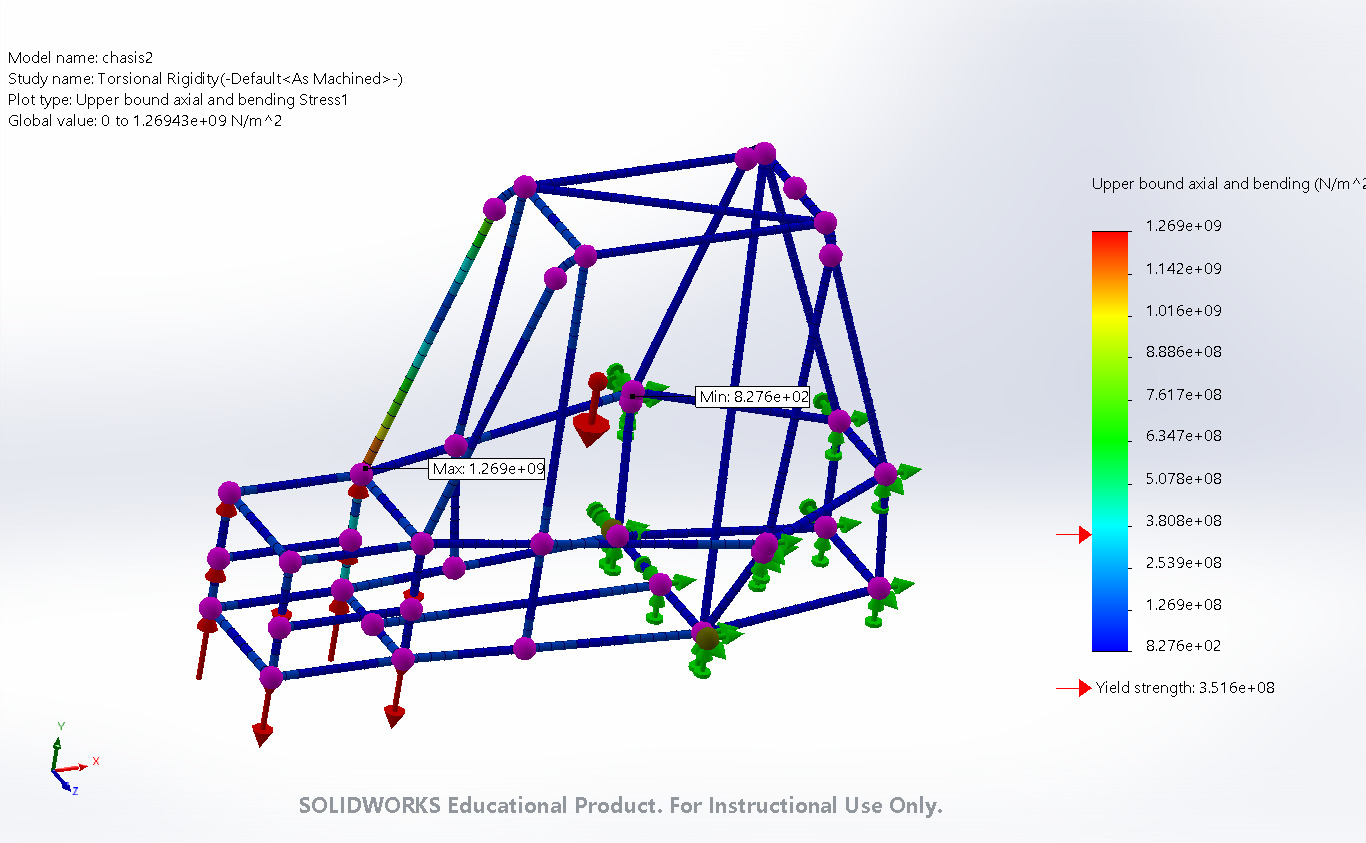 Model name: chasis2
Study name: Torsional Rigidity(-Default<As Machined>-)
Plot type: Upper bound axial and bending Stress1
Global value: 0 to 1.26943e+09 N/m^2
Upper bound axial and bending (N/m^2
1.269e+09
1.142e+09
1.016e+09
8.886e+08
7.617e+08
6.347e+08
5.078e+08
3.808e+08
2.539e+08
1.269e+08
8.276e+02
Yield strength: 3.516e+08
Min: 8.276e+02
Max: 1.269e+09
Y
X
Z
SOLIDWORKS Educational Product. For Instructional Use Only.